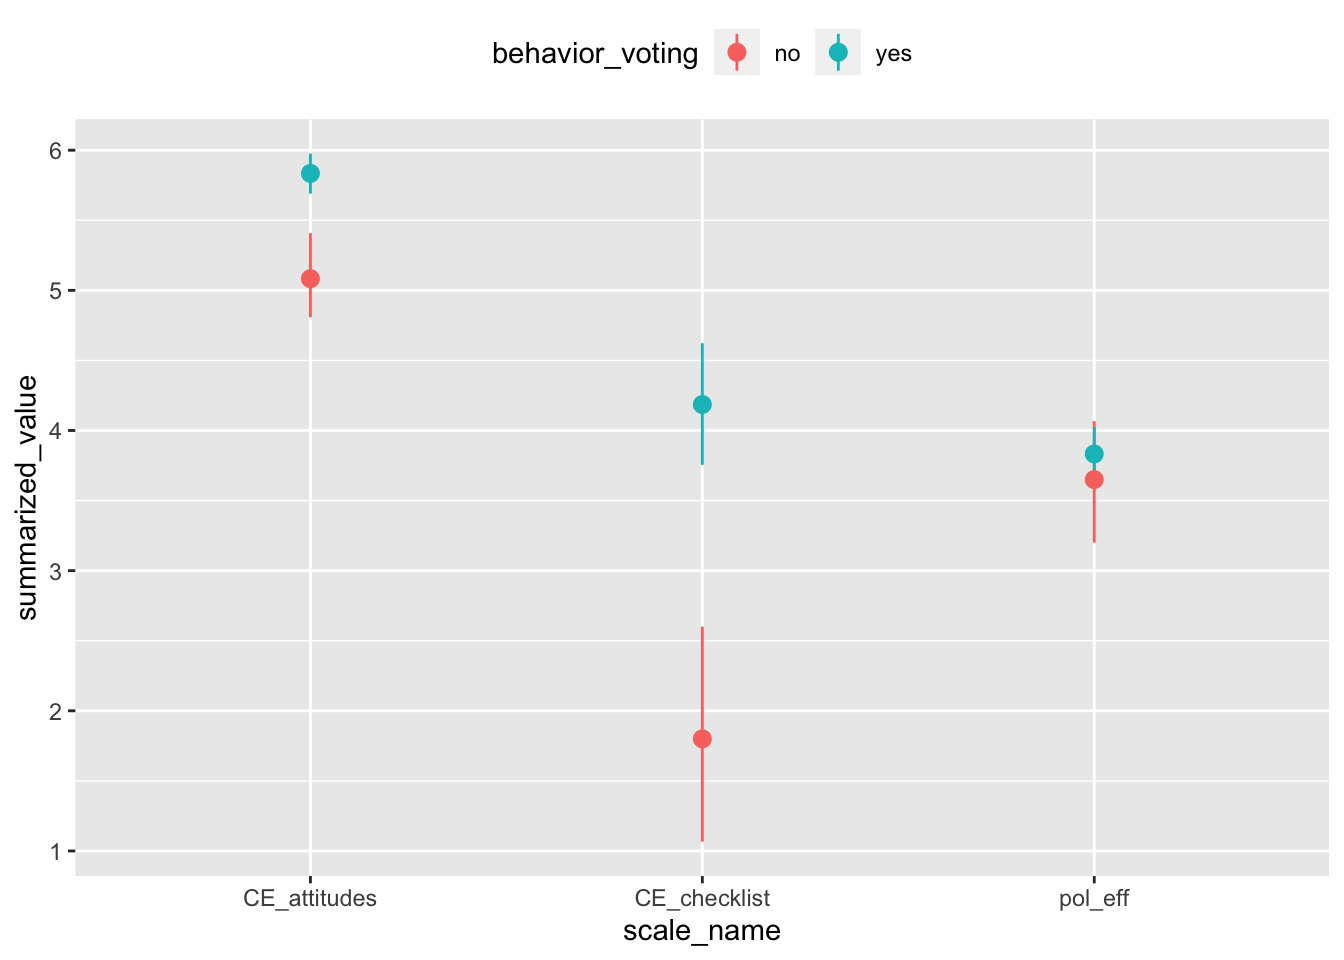 behavior_voting no yes
6
5
4
3
2
1
summarized_value
CE_attitudes CE_checklist pol_eff
scale_name